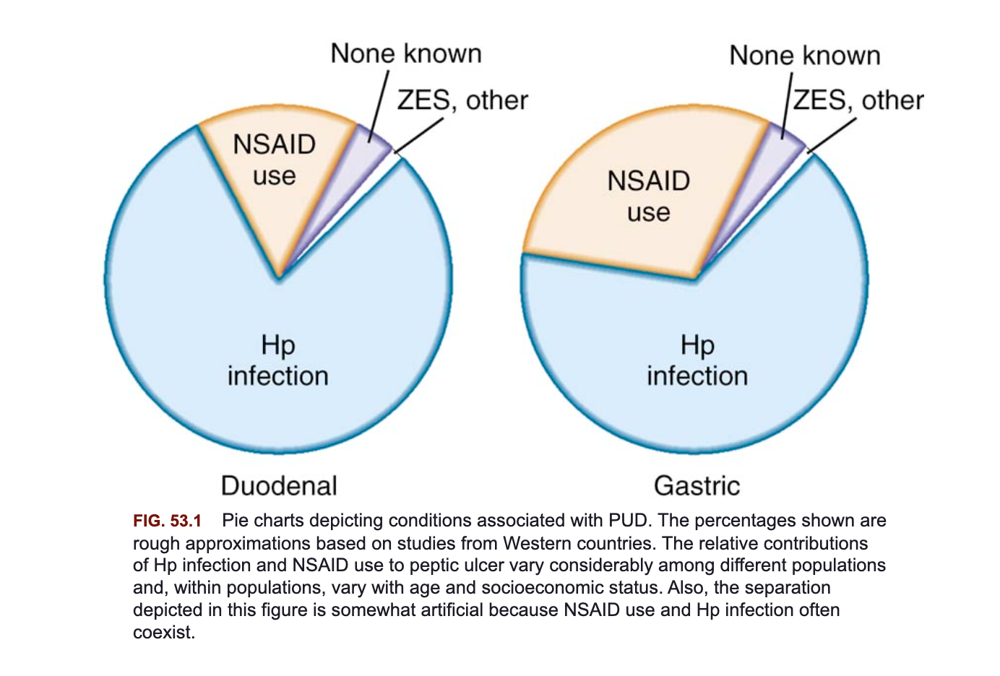 None known
ZES, other
NSAID
use
Hp
infection
Duodenal
None known
ZES, other
NSAID
use
Hp
infection
Gastric
FIG. 53.1 Pie charts depicting conditions associated with PUD. The percentages shown are
rough approximations based on studies from Western countries. The relative contributions
of Hp infection and NSAID use to peptic ulcer vary considerably among different populations
and, within populations, vary with age and socioeconomic status. Also, the separation
depicted in this figure is somewhat artificial because NSAID use and Hp infection often
coexist.